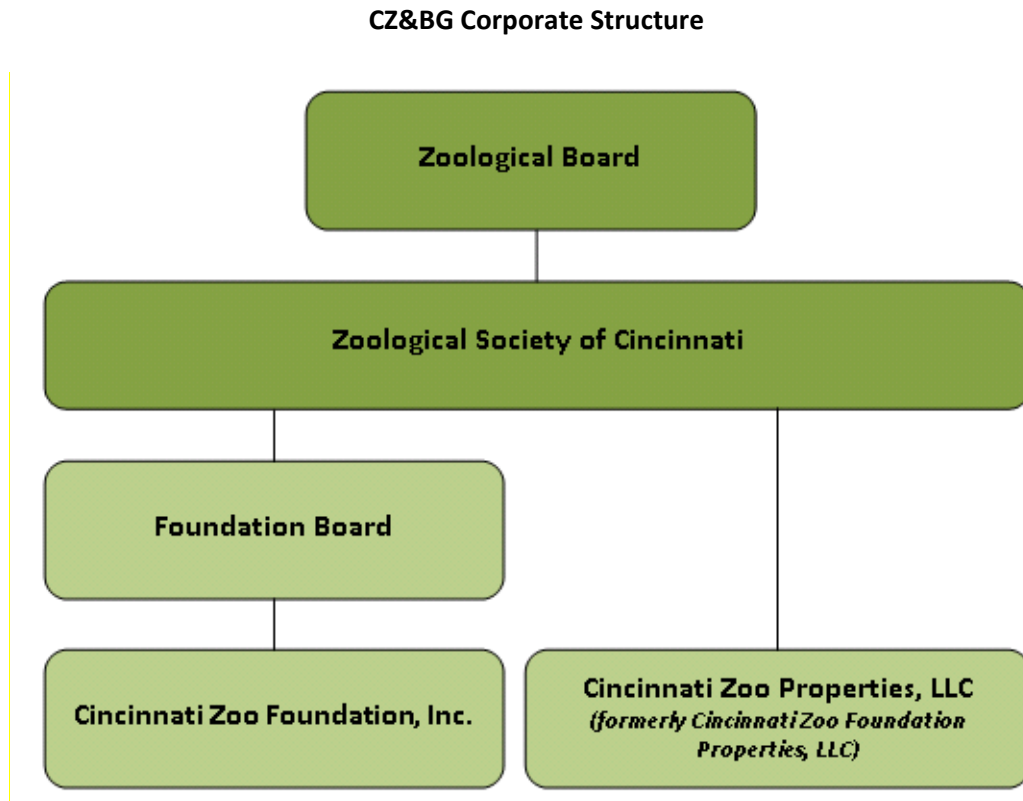 CZ&BG Corporate Structure
Zoological Board
Zoological Society of Cincinnati
Foundation Board
Cincinnati Zoo Foundation, Inc.
Cincinnati Zoo Properties, LLC
(formerly Cincinnati Zoo Foundation
Properties, LLC)